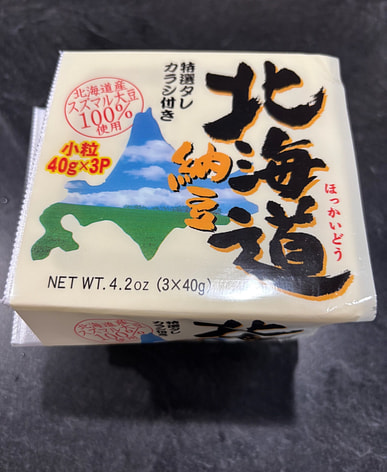 北海道
ほっかいどう
納豆
特選タレ
カラシ付き
北海道産
スズマル大豆
100%
使用
小粒
40g×3P
NET WT. 4.2oz (3×40g)